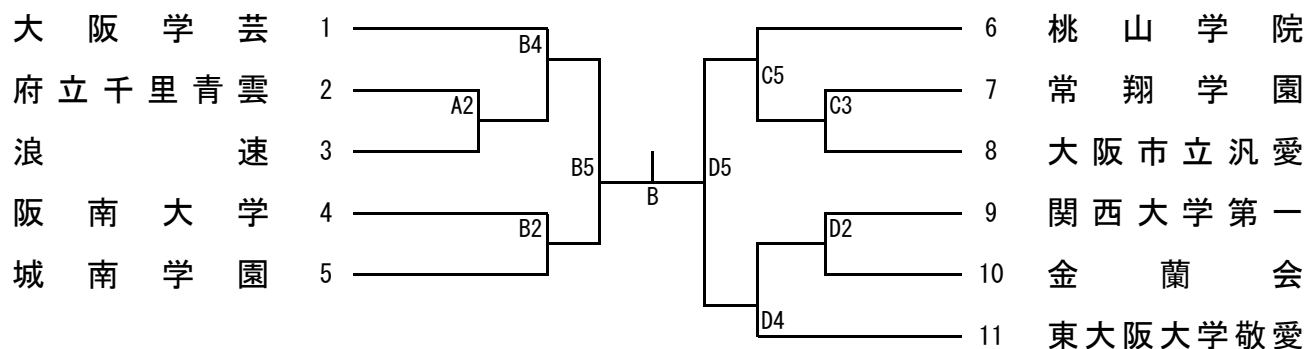 大阪学芸 1
B4
府立千里青雲 2
A2
浪速 3
B5
阪南大学 4
B2
城南学園 5
B
6 桃山学院
C5
7 常翔学園
C3
8 大阪市立汎愛
D5
9 関西大学第一
D2
10 金蘭会
D4
11 東大阪大学敬愛